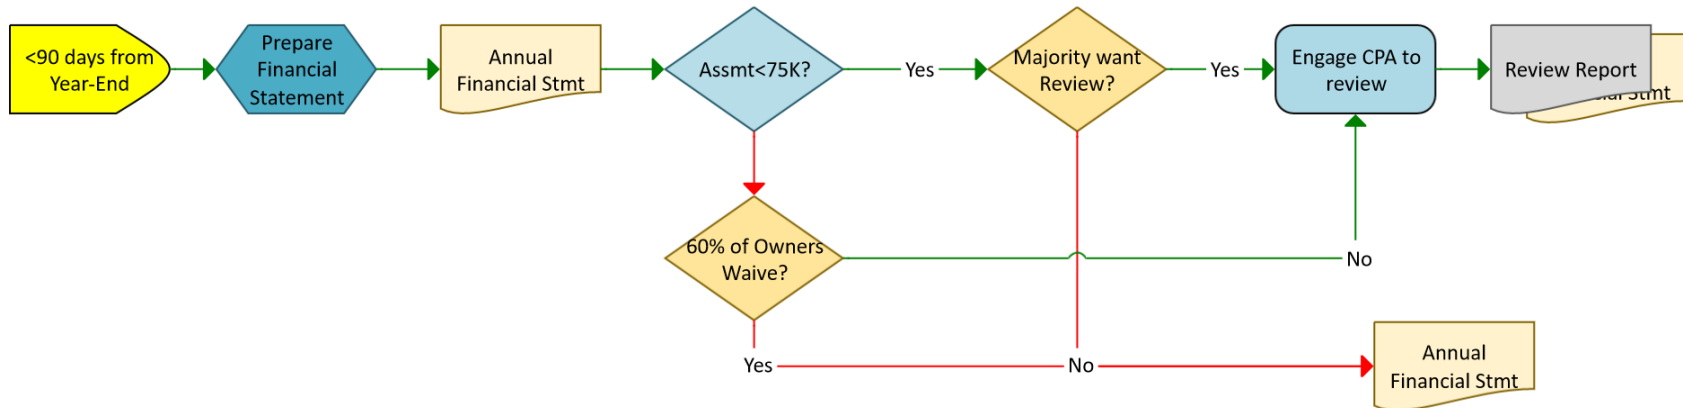 <90 days from
Year-End
Prepare
Financial
Statement
Annual
Financial Stmt
Assmt<75K?
Yes
Majority want
Review?
Yes
Engage CPA to
review
Review Report
Stmt
60% of Owners
Waive?
No
Yes
No
Annual
Financial Stmt